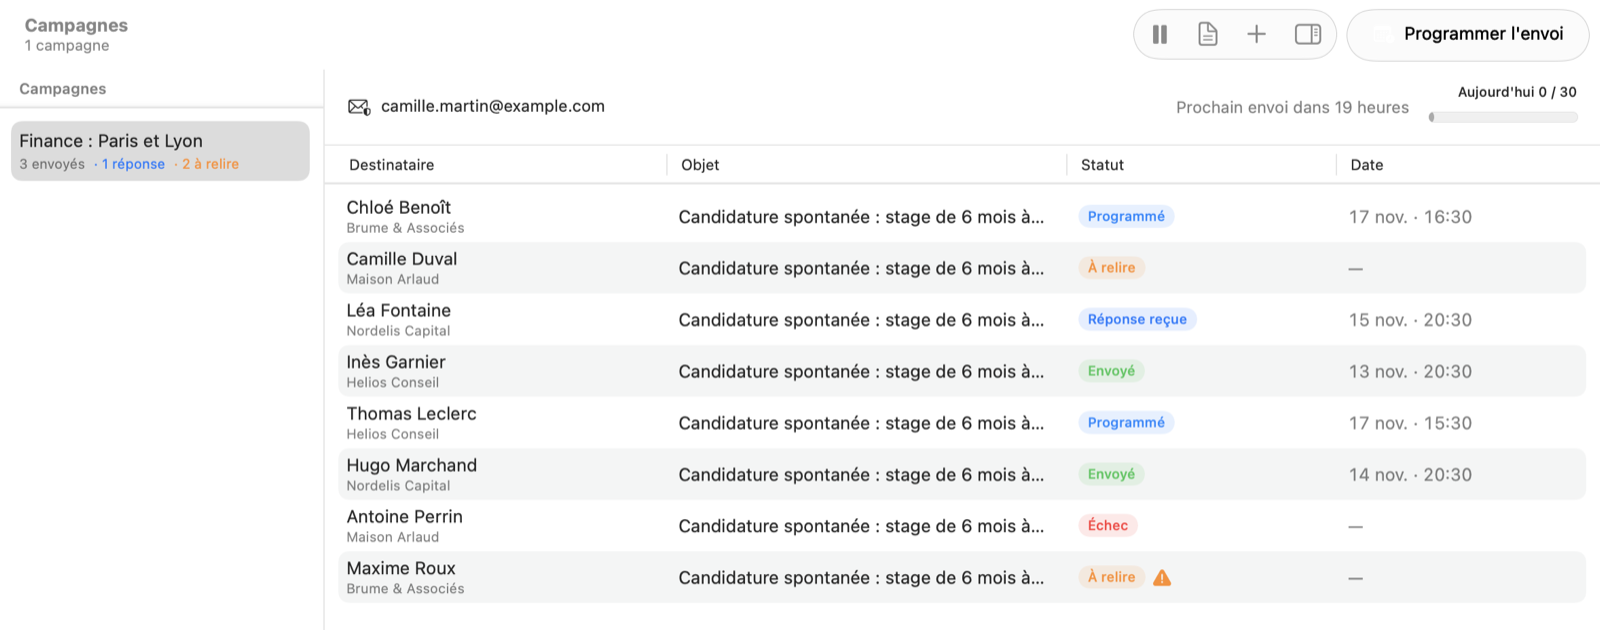 Campagnes
1 campagne
Programmer l'envoi
Campagnes
Finance : Paris et Lyon
3 envoyés · 1 réponse · 2 à relire
camille.martin@example.com
Prochain envoi dans 19 heures
Aujourd'hui 0 / 30
Destinataire Objet Statut Date
Chloé Benoît
Brume & Associés
Candidature spontanée : stage de 6 mois à... Programmé 17 nov. · 16:30
Camille Duval
Maison Arlaud
Candidature spontanée : stage de 6 mois à... À relire —
Léa Fontaine
Nordelis Capital
Candidature spontanée : stage de 6 mois à... Réponse reçue 15 nov. · 20:30
Inès Garnier
Helios Conseil
Candidature spontanée : stage de 6 mois à... Envoyé 13 nov. · 20:30
Thomas Leclerc
Helios Conseil
Candidature spontanée : stage de 6 mois à... Programmé 17 nov. · 15:30
Hugo Marchand
Nordelis Capital
Candidature spontanée : stage de 6 mois à... Envoyé 14 nov. · 20:30
Antoine Perrin
Maison Arlaud
Candidature spontanée : stage de 6 mois à... Échec —
Maxime Roux
Brume & Associés
Candidature spontanée : stage de 6 mois à... À relire —